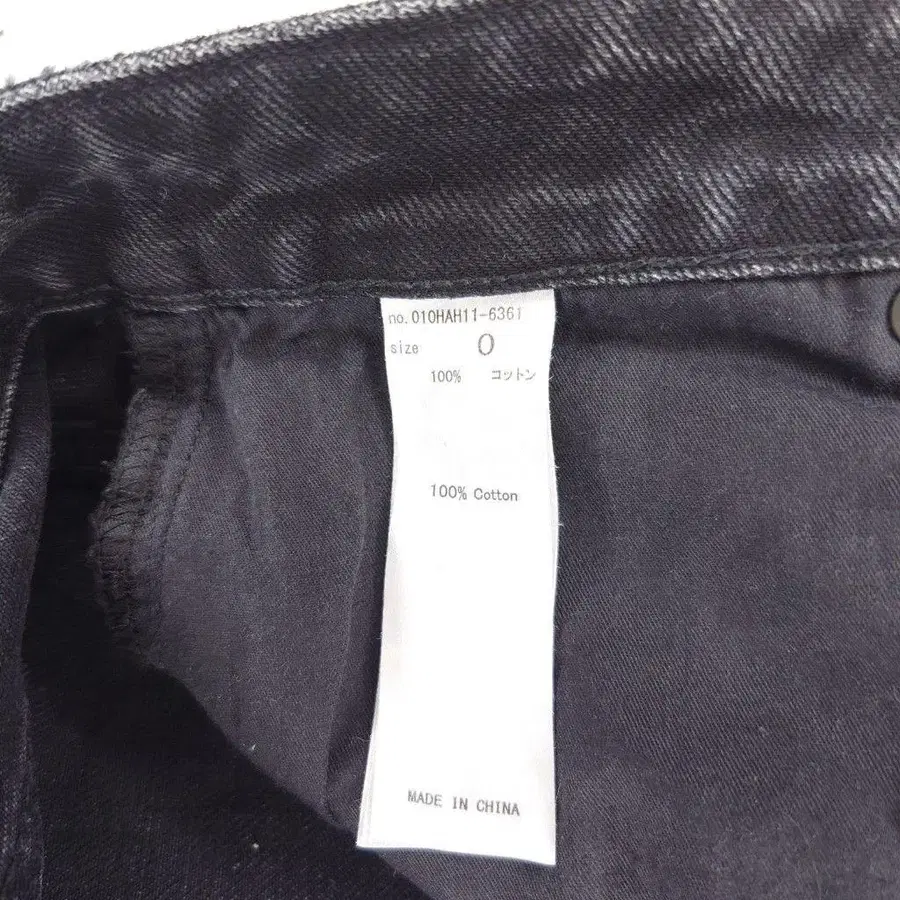 no.010HAH11-6361
size 0
100% コットン
100% Cotton
MADE IN CHINA